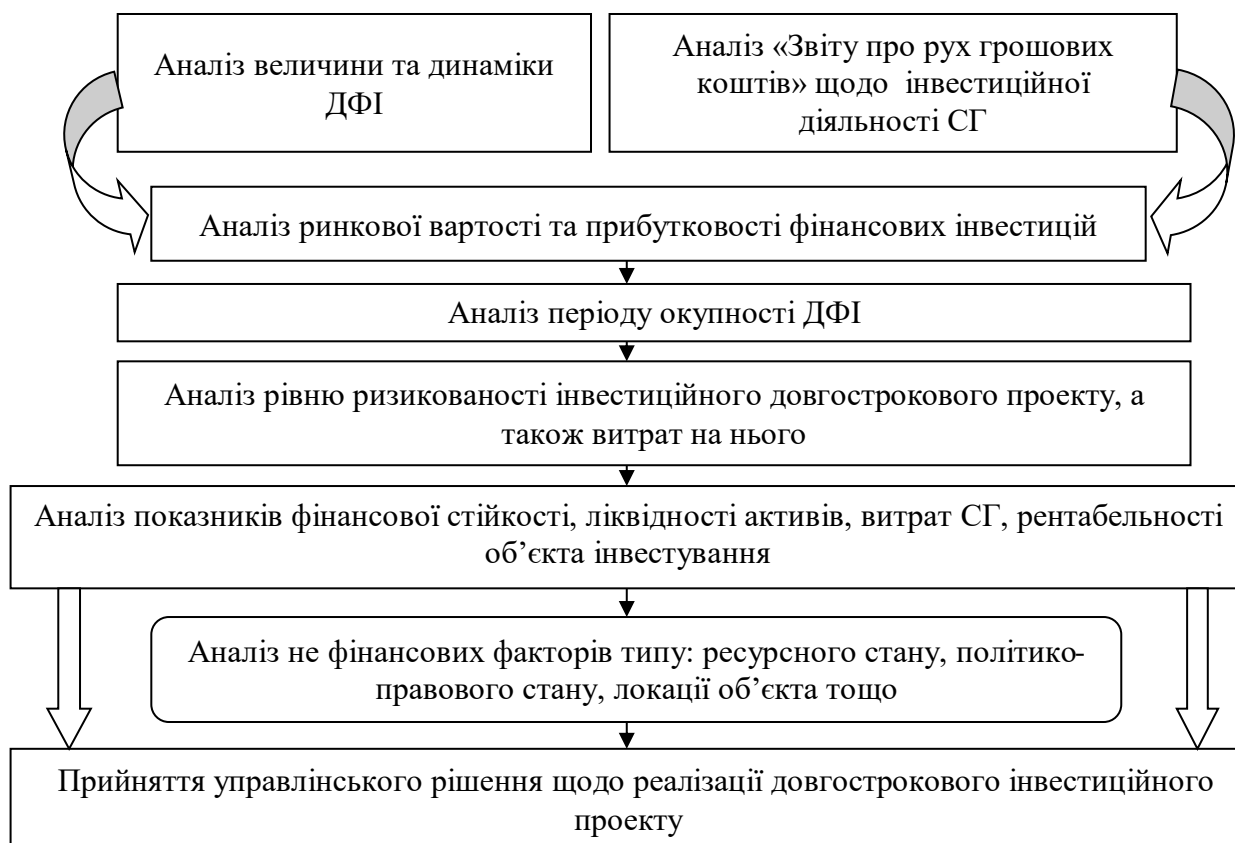 Аналіз величини та динаміки
ДФІ
Аналіз «Звіту про рух грошових
коштів» щодо інвестиційної
діяльності СГ
Аналіз ринкової вартості та прибутковості фінансових інвестицій
Аналіз періоду окупності ДФІ
Аналіз рівню ризикованості інвестиційного довгострокового проекту, а
також витрат на нього
Аналіз показників фінансової стійкості, ліквідності активів, витрат СГ, рентабельності
об’єкта інвестування
Аналіз не фінансових факторів типу: ресурсного стану, політико-
правового стану, локації об’єкта тощо
Прийняття управлінського рішення щодо реалізації довгострокового інвестиційного
проекту